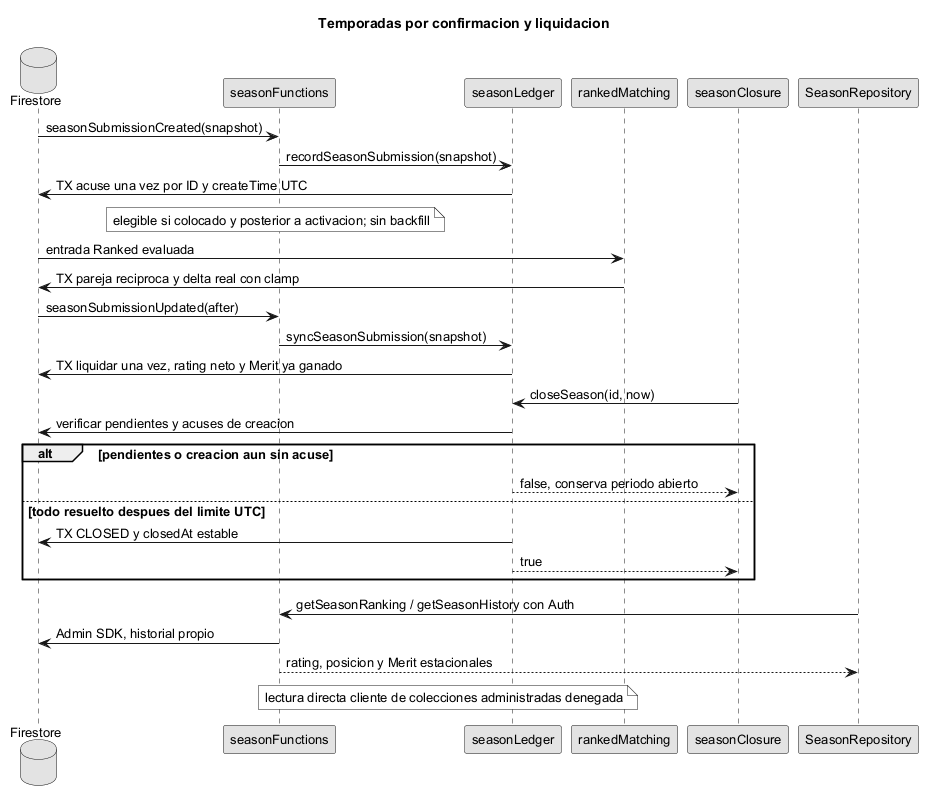 Temporadas por confirmacion y liquidacion
Firestore
seasonFunctions
seasonLedger
rankedMatching
seasonClosure
SeasonRepository
seasonSubmissionCreated(snapshot)
recordSeasonSubmission(snapshot)
TX acuse una vez por ID y createTime UTC
elegible si colocado y posterior a activacion; sin backfill
entrada Ranked evaluada
TX pareja reciproca y delta real con clamp
seasonSubmissionUpdated(after)
syncSeasonSubmission(snapshot)
TX liquidar una vez, rating neto y Merit ya ganado
closeSeason(id, now)
verificar pendientes y acuses de creacion
alt
[pendientes o creacion aun sin acuse]
false, conserva periodo abierto
[todo resuelto despues del limite UTC]
TX CLOSED y closedAt estable
true
getSeasonRanking / getSeasonHistory con Auth
Admin SDK, historial propio
rating, posicion y Merit estacionales
lectura directa cliente de colecciones administradas denegada
Firestore
seasonFunctions
seasonLedger
rankedMatching
seasonClosure
SeasonRepository